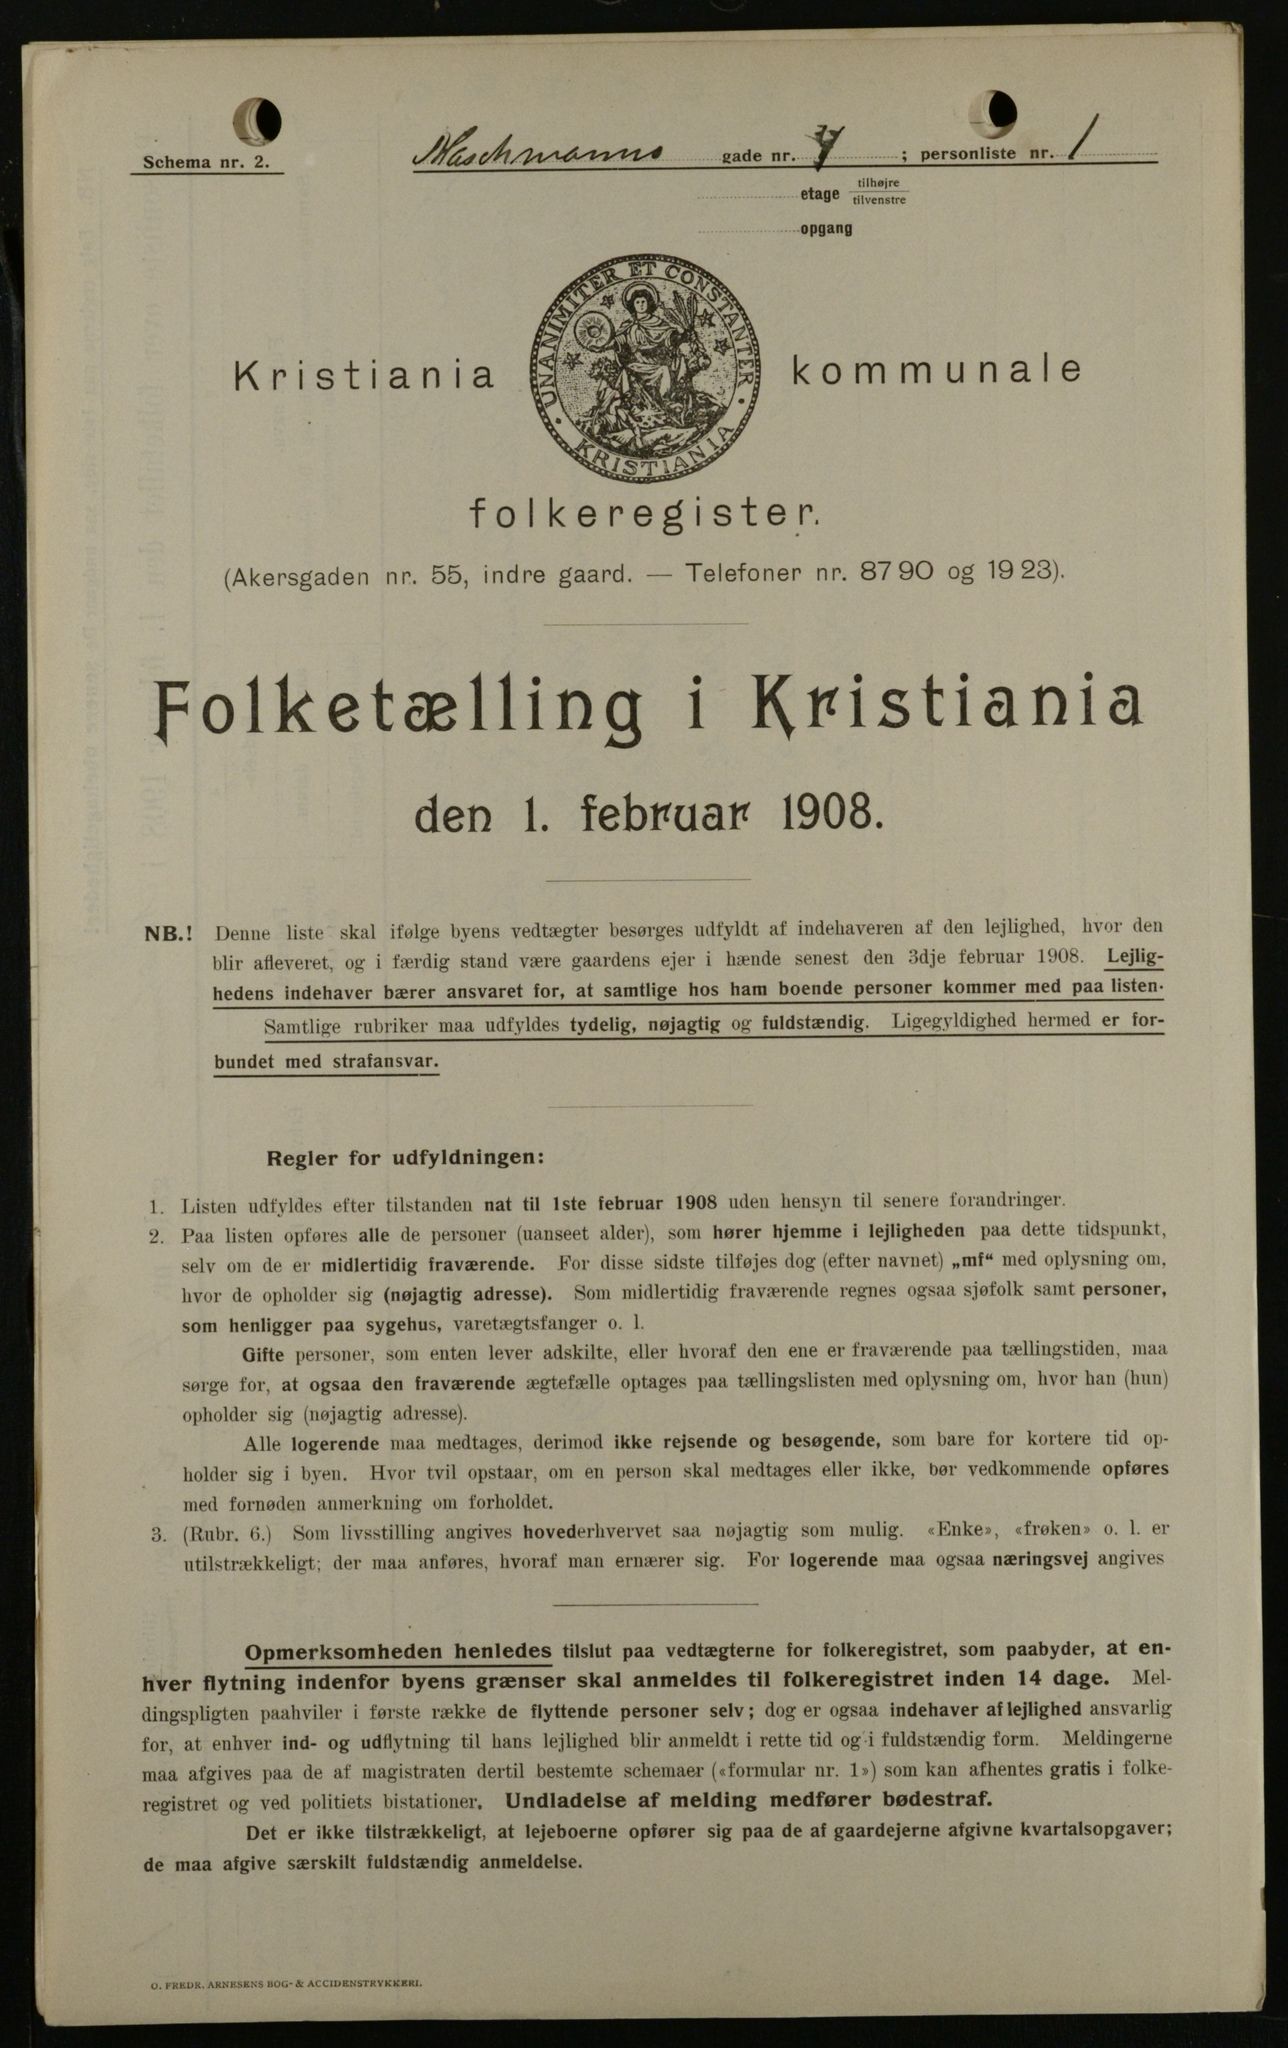 Schema nr. 2.
Maschmanns gade nr. 4 ; personliste nr. 1
etage tilhøjre
tilvenstre
opgang
UNANIMITER ET CONSTANTER · KRISTIANIA ·
Kristiania kommunale
folkeregister.
(Akersgaden nr. 55, indre gaard. — Telefoner nr. 87 90 og 19 23).
Folketælling i Kristiania
den 1. februar 1908.
NB.! Denne liste skal ifølge byens vedtægter besørges udfyldt af indehaveren af den lejlighed, hvor den
blir afleveret, og i færdig stand være gaardens ejer i hænde senest den 3dje februar 1908. Lejlig-
hedens indehaver bærer ansvaret for, at samtlige hos ham boende personer kommer med paa listen.
Samtlige rubriker maa udfyldes tydelig, nøjagtig og fuldstændig. Ligegyldighed hermed er for-
bundet med strafansvar.
Regler for udfyldningen:
1. Listen udfyldes efter tilstanden nat til 1ste februar 1908 uden hensyn til senere forandringer.
2. Paa listen opføres alle de personer (uanseet alder), som hører hjemme i lejligheden paa dette tidspunkt,
selv om de er midlertidig fraværende. For disse sidste tilføjes dog (efter navnet) „mf“ med oplysning om,
hvor de opholder sig (nøjagtig adresse). Som midlertidig fraværende regnes ogsaa sjøfolk samt personer,
som henligger paa sygehus, varetægtsfanger o. l.
Gifte personer, som enten lever adskilte, eller hvoraf den ene er fraværende paa tællingstiden, maa
sørge for, at ogsaa den fraværende ægtefælle optages paa tællingslisten med oplysning om, hvor han (hun)
opholder sig (nøjagtig adresse).
Alle logerende maa medtages, derimod ikke rejsende og besøgende, som bare for kortere tid op-
holder sig i byen. Hvor tvil opstaar, om en person skal medtages eller ikke, bør vedkommende opføres
med fornøden anmerkning om forholdet.
3. (Rubr. 6.) Som livsstilling angives hovederhvervet saa nøjagtig som mulig. «Enke», «frøken» o. l. er
utilstrækkeligt; der maa anføres, hvoraf man ernærer sig. For logerende maa ogsaa næringsvej angives
Opmerksomheden henledes tilslut paa vedtægterne for folkeregistret, som paabyder, at en-
hver flytning indenfor byens grænser skal anmeldes til folkeregistret inden 14 dage. Mel-
dingspligten paahviler i første række de flyttende personer selv; dog er ogsaa indehaver af lejlighed ansvarlig
for, at enhver ind- og udflytning til hans lejlighed blir anmeldt i rette tid og i fuldstændig form. Meldingerne
maa afgives paa de af magistraten dertil bestemte schemaer («formular nr. 1») som kan afhentes gratis i folke-
registret og ved politiets bistationer. Undladelse af melding medfører bødestraf.
Det er ikke tilstrækkeligt, at lejeboerne opfører sig paa de af gaardejerne afgivne kvartalsopgaver;
de maa afgive særskilt fuldstændig anmeldelse.
O. FREDR. ARNESENS BOG- & ACCIDENSTRYKKERI.